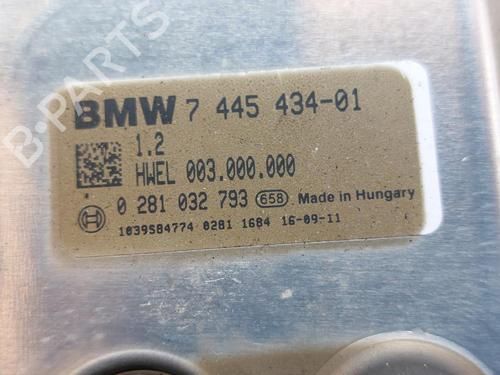 BMW 7 445 434-01
1.2
HWEL 003.000.000
0 281 032 793 658 Made in Hungary
1039S84774 0281 1684 16-09-11
B-PARTS